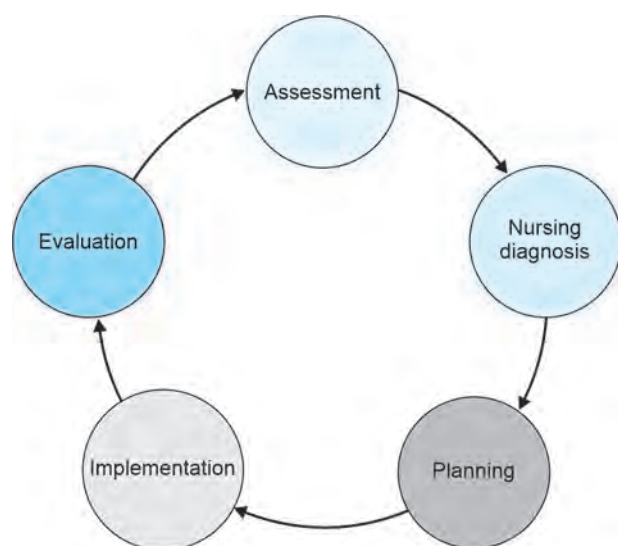 Assessment
Nursing
diagnosis
Planning
Implementation
Evaluation